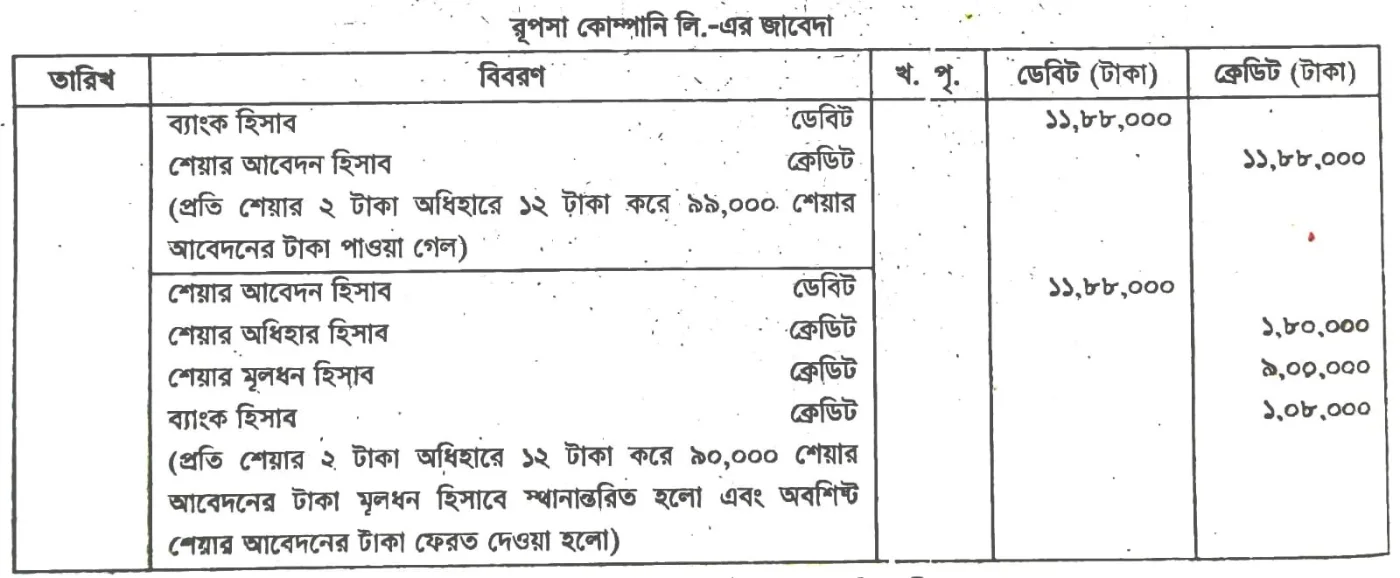 রূপসা কোম্পানি লি.-এর জাবেদা
তারিখ বিবরণ খ. পৃ. ডেবিট (টাকা) ক্রেডিট (টাকা)
ব্যাংক হিসাব ডেবিট ১১,৮৮,০০০
শেয়ার আবেদন হিসাব ক্রেডিট ১১,৮৮,০০০
(প্রতি শেয়ার ২ টাকা অধিহারে ১২ টাকা করে ৯৯,০০০ শেয়ার
আবেদনের টাকা পাওয়া গেল)
শেয়ার আবেদন হিসাব ডেবিট ১১,৮৮,০০০
শেয়ার অধিহার হিসাব ক্রেডিট ১,৮০,০০০
শেয়ার মূলধন হিসাব ক্রেডিট ৯,০০,০০০
ব্যাংক হিসাব ক্রেডিট ১,০৮,০০০
(প্রতি শেয়ার ২ টাকা অধিহারে ১২ টাকা করে ৯০,০০০ শেয়ার
আবেদনের টাকা মূলধন হিসাবে স্থানান্তরিত হলো এবং অবশিষ্ট
শেয়ার আবেদনের টাকা ফেরত দেওয়া হলো)